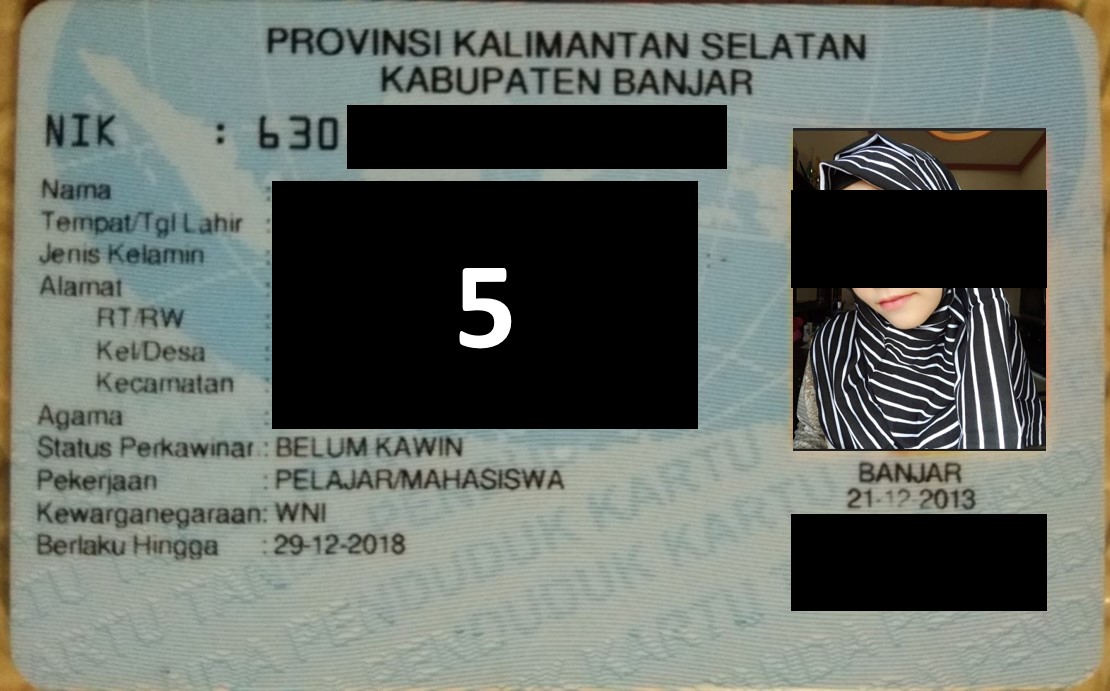 PROVINSI KALIMANTAN SELATAN
KABUPATEN BANJAR
NIK : 630
Nama :
Tempat/Tgl Lahir :
Jenis Kelamin :
Alamat :
RT/RW :
Kel/Desa :
Kecamatan :
Agama :
5
Status Perkawinan : BELUM KAWIN
Pekerjaan : PELAJAR/MAHASISWA
Kewarganegaraan: WNI
Berlaku Hingga : 29-12-2018
BANJAR
21-12-2013